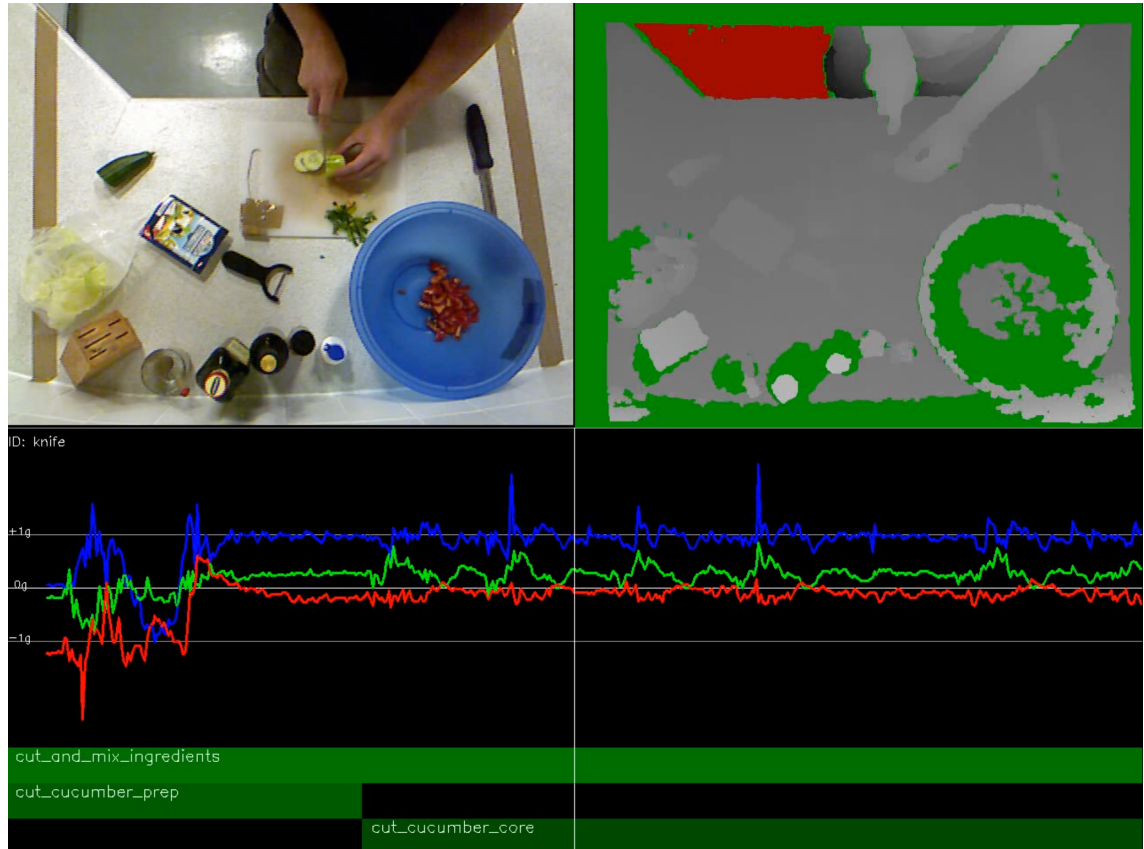 ID: knife
+1g
0g
-1g
cut_and_mix_ingredients
cut_cucumber_prep
cut_cucumber_core